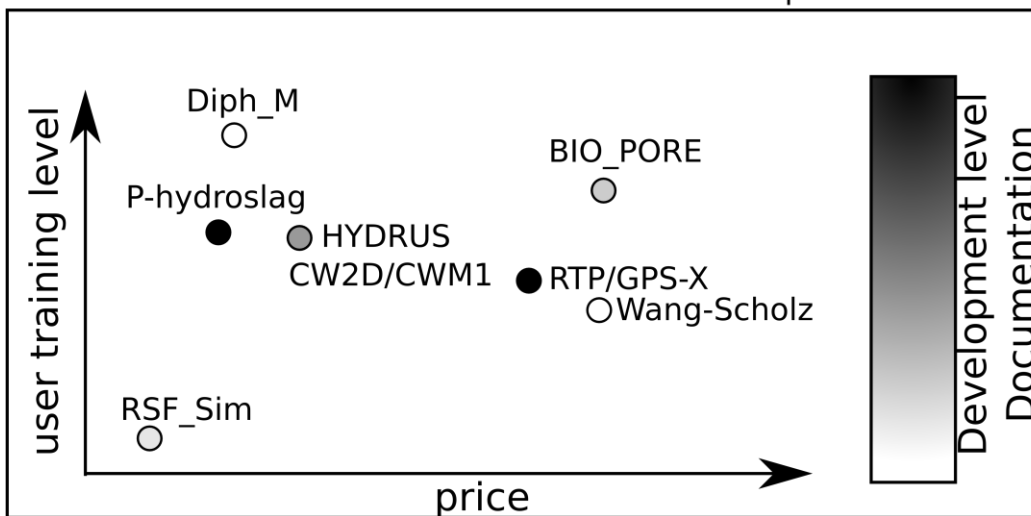 Diph_M
BIO_PORE
P-hydroslag
HYDRUS
CW2D/CWM1
RTP/GPS-X
Wang-Scholz
RSF_Sim
user training level
price
Development level
Documentation